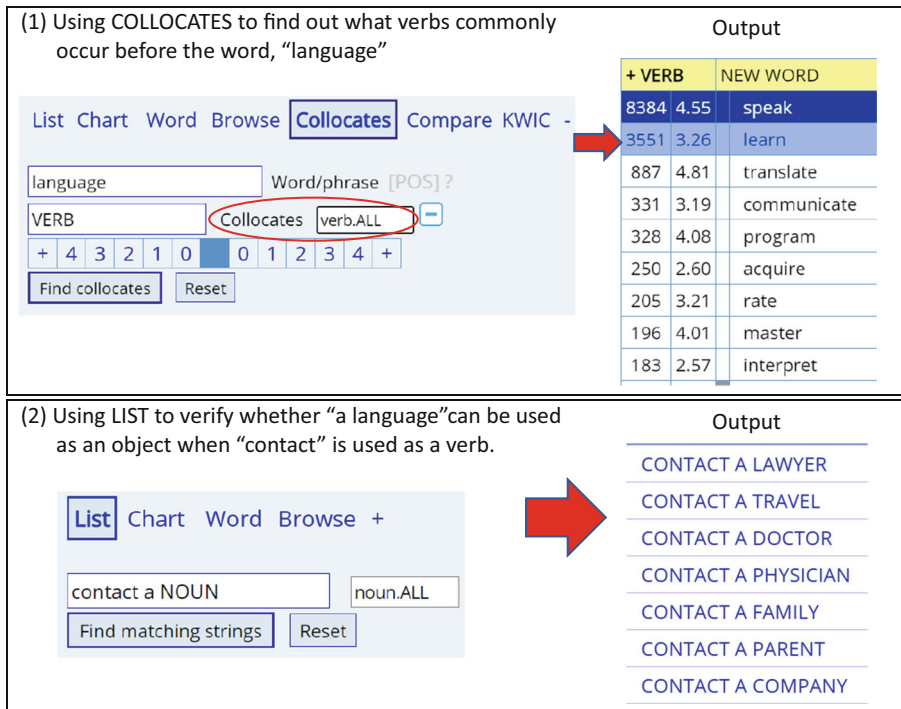 (1) Using COLLOCATES to find out what verbs commonly
occur before the word, “language”
List Chart Word Browse Collocates Compare KWIC -
language Word/phrase [POS] ?
VERB Collocates verb.ALL −
+ 4 3 2 1 0 0 1 2 3 4 +
Find collocates Reset
Output
+ VERB NEW WORD
8384 4.55 speak
3551 3.26 learn
887 4.81 translate
331 3.19 communicate
328 4.08 program
250 2.60 acquire
205 3.21 rate
196 4.01 master
183 2.57 interpret
(2) Using LIST to verify whether “a language”can be used
as an object when “contact” is used as a verb.
List Chart Word Browse +
contact a NOUN noun.ALL
Find matching strings Reset
Output
CONTACT A LAWYER
CONTACT A TRAVEL
CONTACT A DOCTOR
CONTACT A PHYSICIAN
CONTACT A FAMILY
CONTACT A PARENT
CONTACT A COMPANY